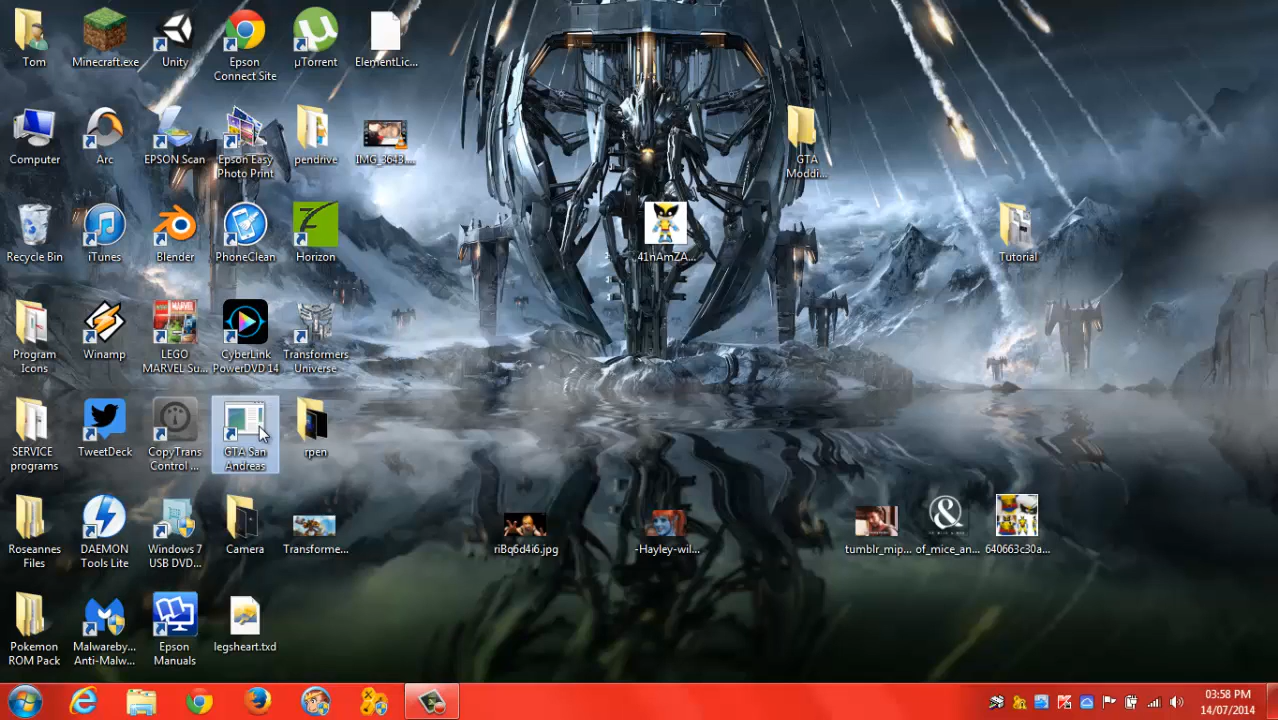 Tom
Minecraft.exe
Unity
Epson
Connect Site
µTorrent
ElementLic...
Computer
Arc
EPSON Scan
Epson Easy
Photo Print
pendrive
IMG_3643....
GTA
Moddi...
Recycle Bin
iTunes
Blender
PhoneClean
Horizon
41nAmZA...
Tutorial
Program
Icons
Winamp
LEGO
MARVEL Su...
CyberLink
PowerDVD 14
Transformers
Universe
SERVICE
programs
TweetDeck
CopyTrans
Control ...
GTA San
Andreas
rpen
Roseannes
Files
DAEMON
Tools Lite
Windows 7
USB DVD...
Camera
Transforme...
riBq6d4i6.jpg
-Hayley-wil...
tumblr_mip...
of_mice_an...
640663c30a...
Pokemon
ROM Pack
Malwareby...
Anti-Malw...
Epson
Manuals
legsheart.txd
03:58 PM
14/07/2014